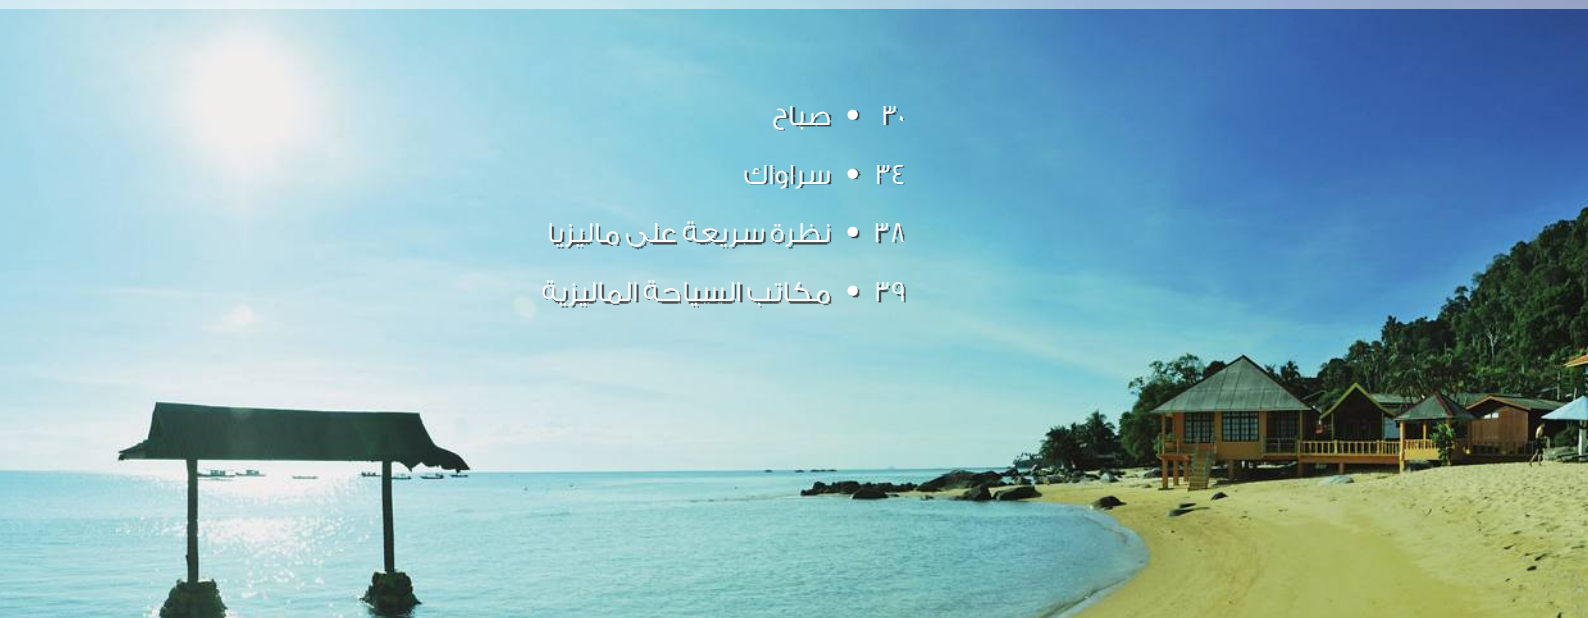 ٣٠ • صباح
٣٤ • سراواك
٣٨ • نظرة سريعة على ماليزيا
٣٩ • مكاتب السياحة الماليزية